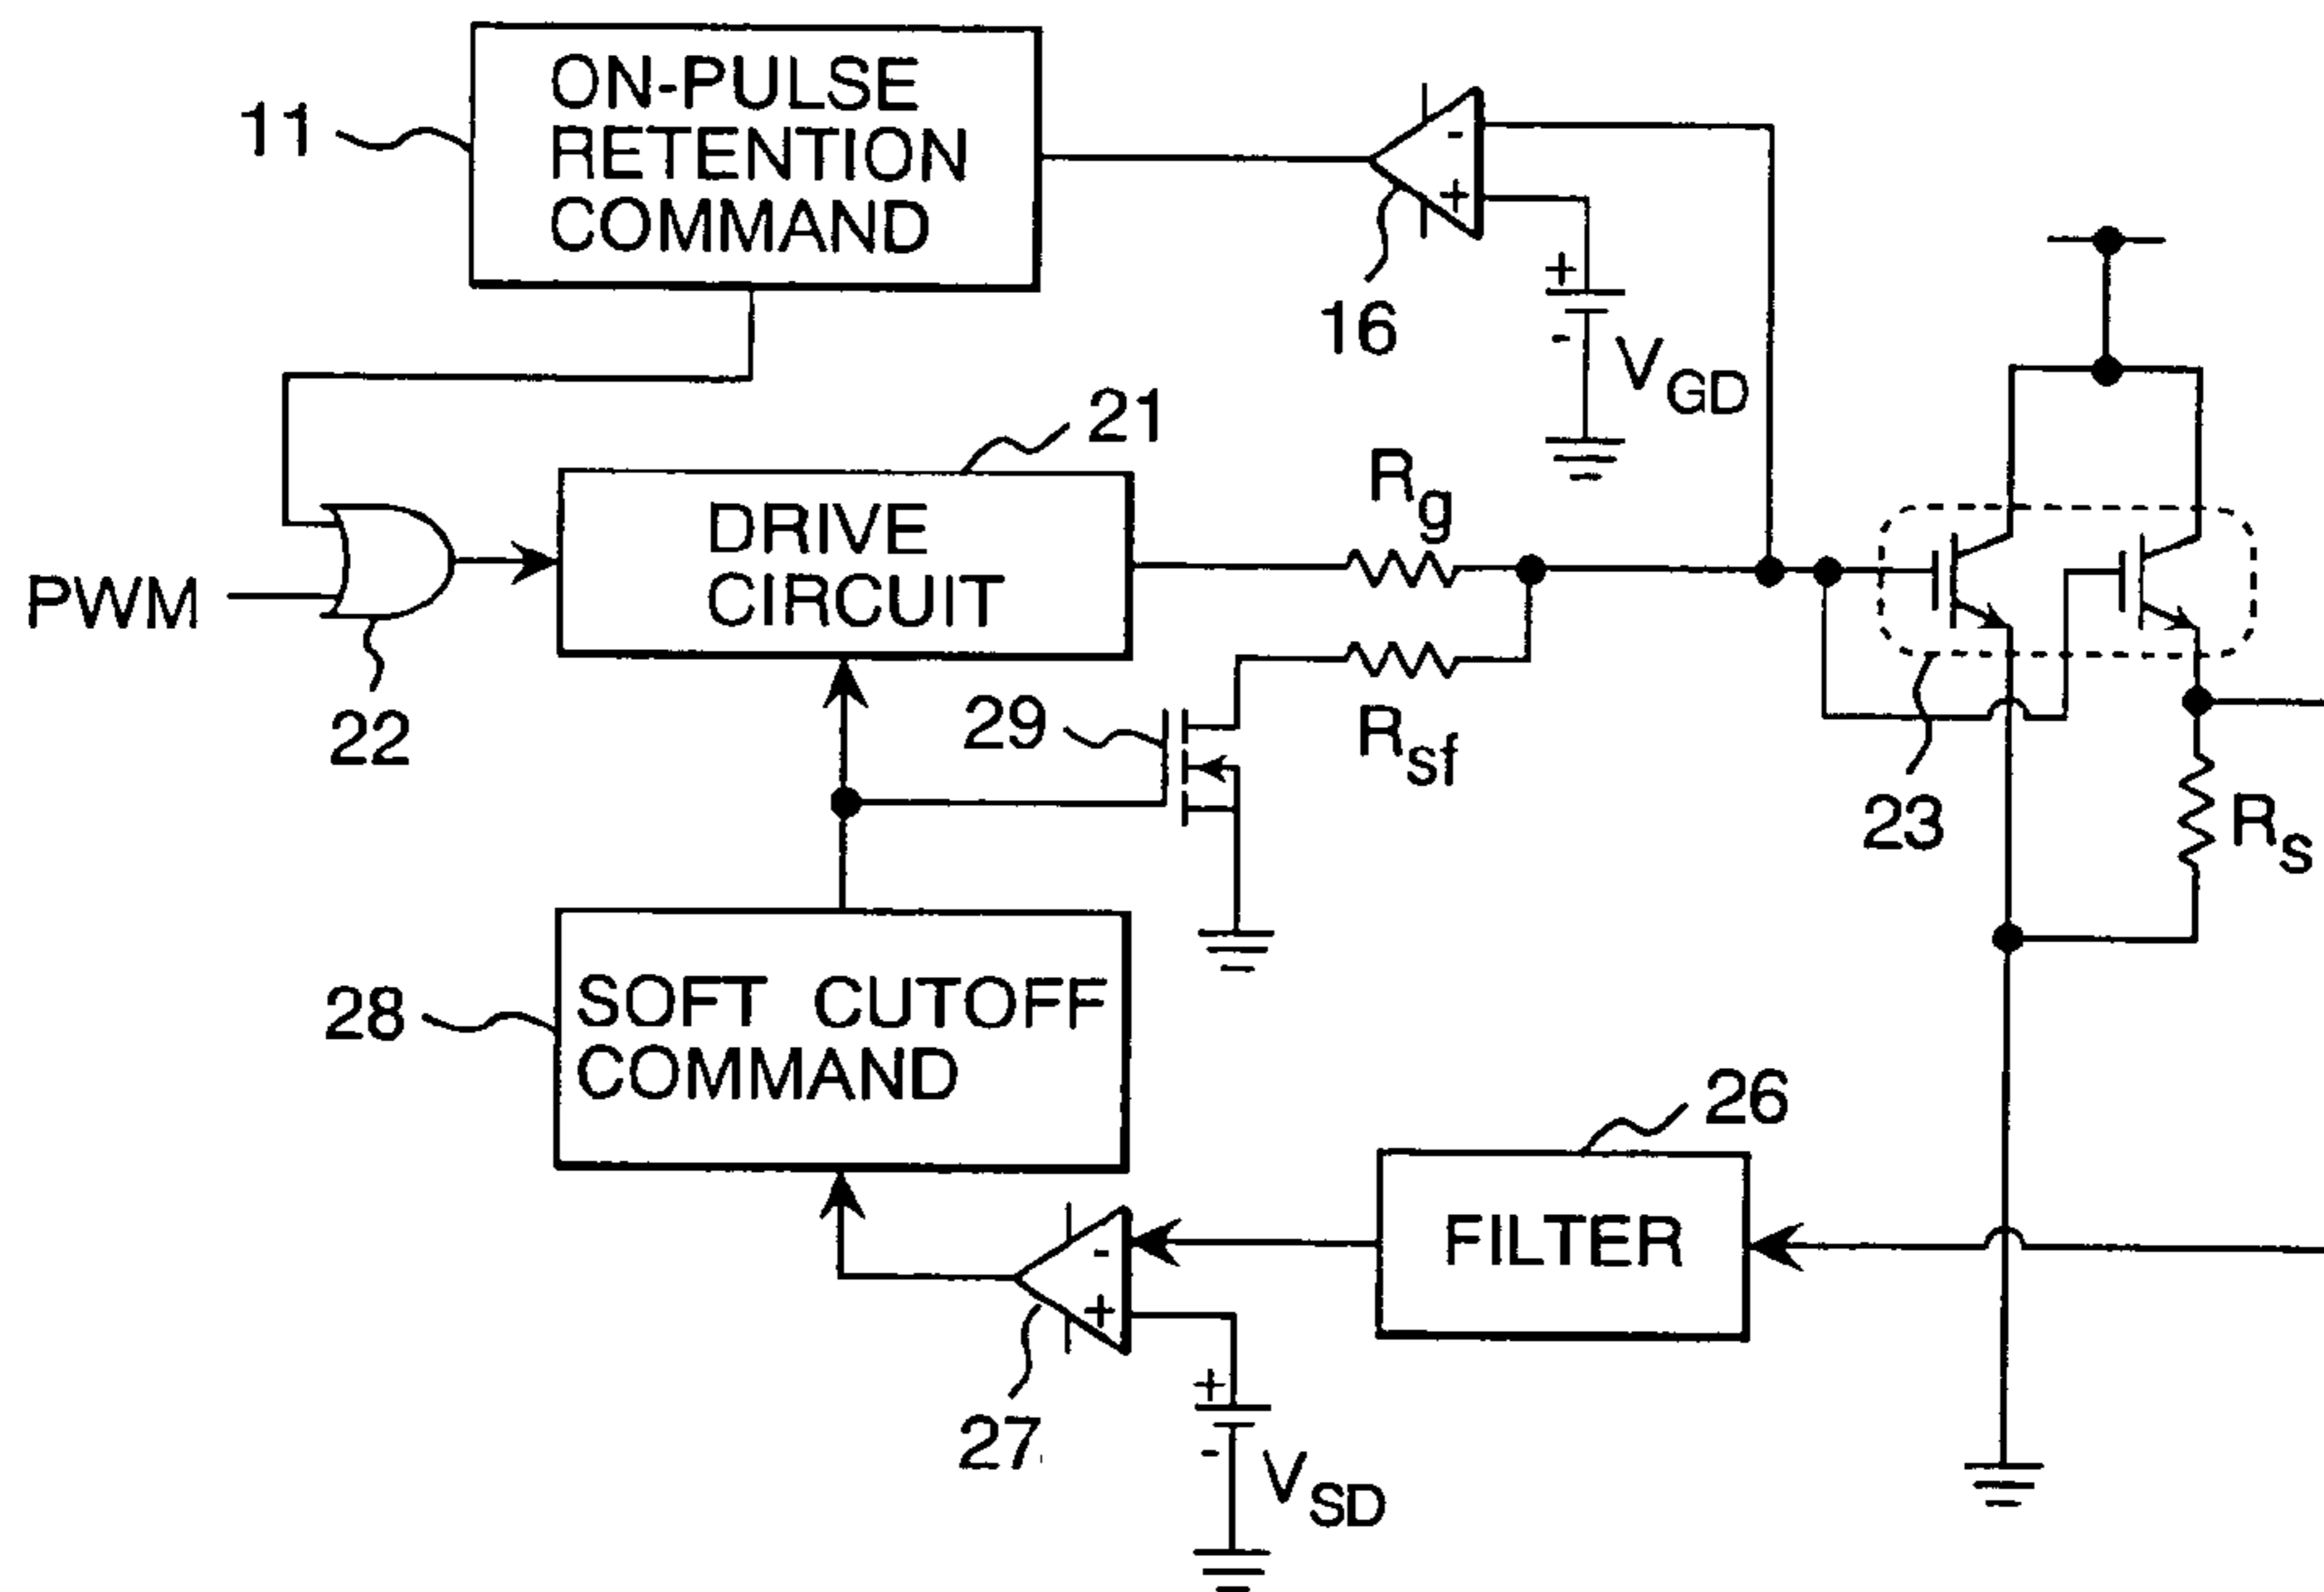 ON-PULSE
RETENTION
COMMAND
11
-
+
16
+
-
VGD
21
DRIVE
CIRCUIT
PWM
22
Rg
Rsf
29
23
Rs
28
SOFT CUTOFF
COMMAND
26
FILTER
-
+
27
+
-
VSD